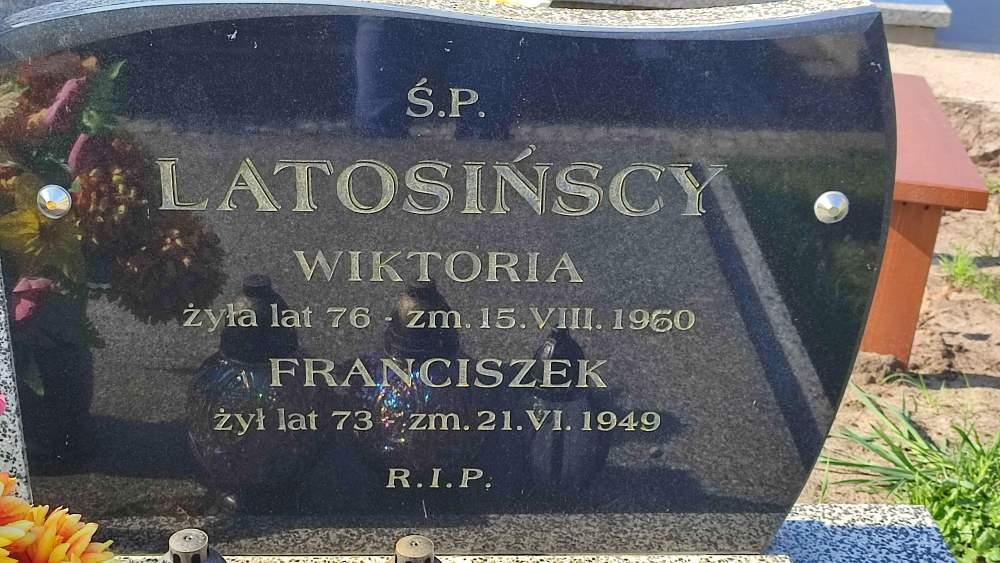 Ś.P.
LATOSIŃSCY
WIKTORIA
żyła lat 76 - zm. 15. VIII. 1960
FRANCISZEK
żył lat 73 - zm. 21. VI. 1949
R.I.P.